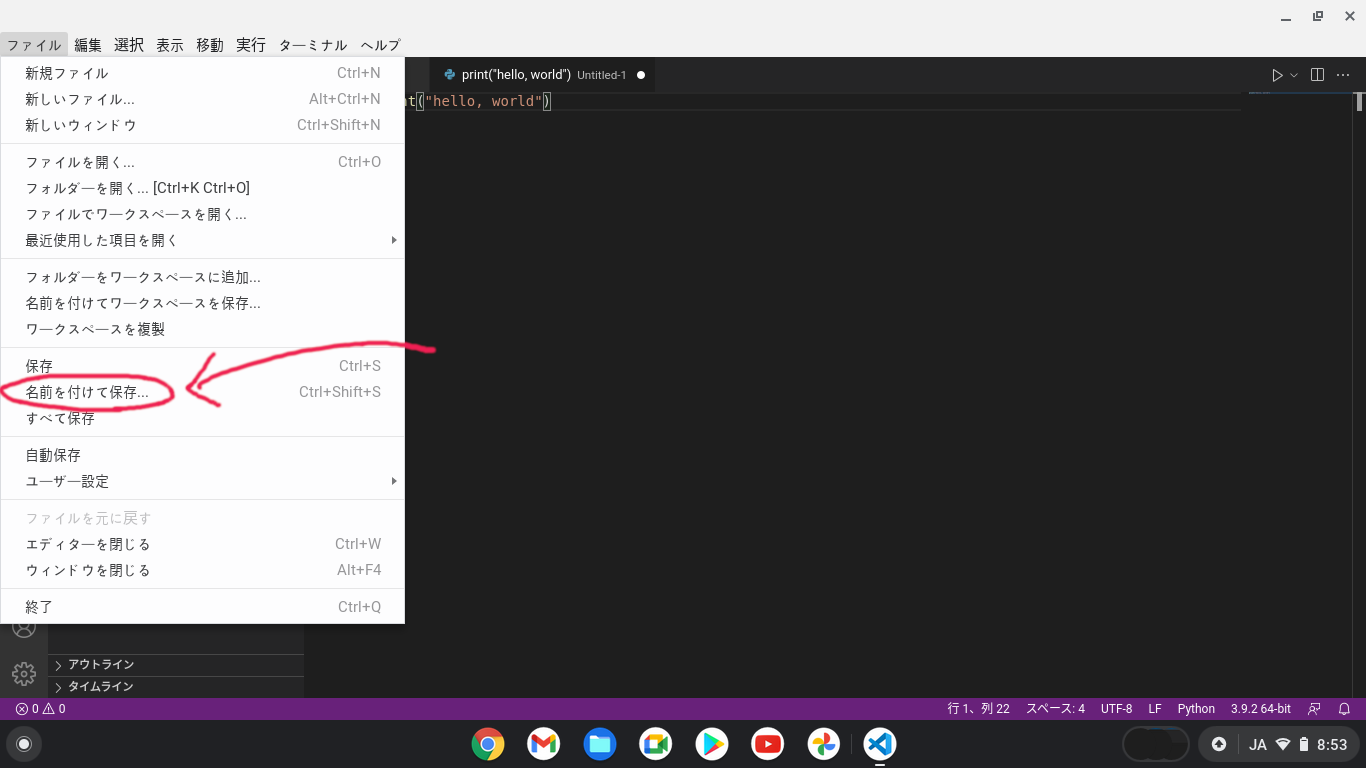 ファイル 編集 選択 表示 移動 実行 ターミナル ヘルプ
新規ファイル Ctrl+N
新しいファイル... Alt+Ctrl+N
新しいウィンドウ Ctrl+Shift+N
ファイルを開く... Ctrl+O
フォルダーを開く... [Ctrl+K Ctrl+O]
ファイルでワークスペースを開く...
最近使用した項目を開く
フォルダーをワークスペースに追加...
名前を付けてワークスペースを保存...
ワークスペースを複製
保存 Ctrl+S
名前を付けて保存... Ctrl+Shift+S
すべて保存
自動保存
ユーザー設定
ファイルを元に戻す
エディターを閉じる Ctrl+W
ウィンドウを閉じる Alt+F4
終了 Ctrl+Q
print("hello, world") Untitled-1
t("hello, world")
アウトライン
タイムライン
0 0 行 1、列 22 スペース: 4 UTF-8 LF Python 3.9.2 64-bit
JA 8:53